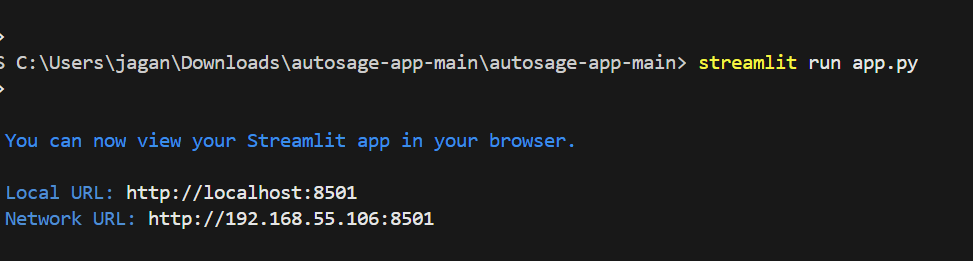 >
S C:\Users\jagan\Downloads\autosage-app-main\autosage-app-main> streamlit run app.py
>
You can now view your Streamlit app in your browser.
Local URL: http://localhost:8501
Network URL: http://192.168.55.106:8501